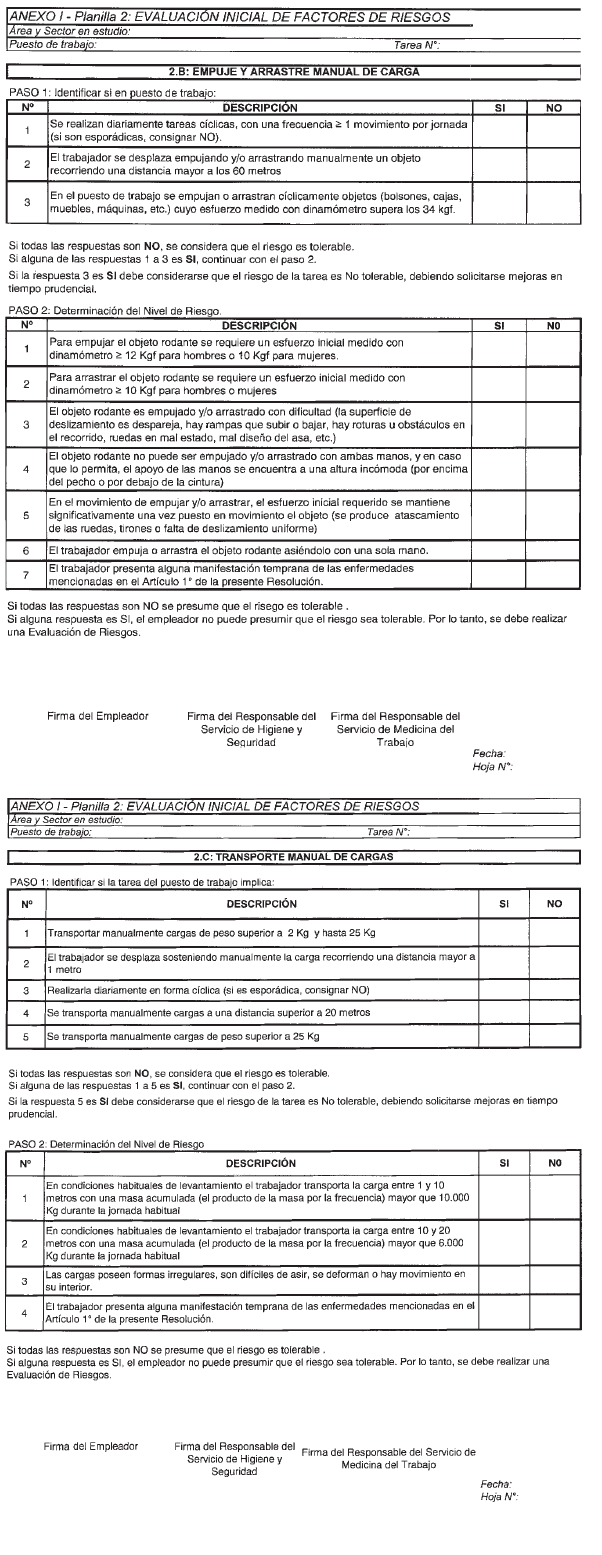 ANEXO I - Planilla 2: EVALUACIÓN INICIAL DE FACTORES DE RIESGOS
Área y Sector en estudio:
Puesto de trabajo: Tarea N°:
2.B: EMPUJE Y ARRASTRE MANUAL DE CARGA
PASO 1: Identificar si en puesto de trabajo:
Nº DESCRIPCIÓN SI NO
1 Se realizan diariamente tareas cíclicas, con una frecuencia ≥ 1 movimiento por jornada
(si son esporádicas, consignar NO).
2 El trabajador se desplaza empujando y/o arrastrando manualmente un objeto
recorriendo una distancia mayor a los 60 metros
3 En el puesto de trabajo se empujan o arrastran cíclicamente objetos (bolsones, cajas,
muebles, máquinas, etc.) cuyo esfuerzo medido con dinamómetro supera los 34 kgf.
Si todas las respuestas son NO, se considera que el riesgo es tolerable.
Si alguna de las respuestas 1 a 3 es SI, continuar con el paso 2.
Si la respuesta 3 es SI debe considerarse que el riesgo de la tarea es No tolerable, debiendo solicitarse mejoras en
tiempo prudencial.
PASO 2: Determinación del Nivel de Riesgo.
Nº DESCRIPCIÓN SI N0
1 Para empujar el objeto rodante se requiere un esfuerzo inicial medido con
dinamómetro ≥ 12 Kgf para hombres o 10 Kgf para mujeres.
2 Para arrastrar el objeto rodante se requiere un esfuerzo inicial medido con
dinamómetro ≥ 10 Kgf para hombres o mujeres
3 El objeto rodante es empujado y/o arrastrado con dificultad (la superficie de
deslizamiento es despareja, hay rampas que subir o bajar, hay roturas u obstáculos en
el recorrido, ruedas en mal estado, mal diseño del asa, etc.)
4 El objeto rodante no puede ser empujado y/o arrastrado con ambas manos, y en caso
que lo permita, el apoyo de las manos se encuentra a una altura incómoda (por encima
del pecho o por debajo de la cintura)
5 En el movimiento de empujar y/o arrastrar, el esfuerzo inicial requerido se mantiene
significativamente una vez puesto en movimiento el objeto (se produce atascamiento
de las ruedas, tirones o falta de deslizamiento uniforme)
6 El trabajador empuja o arrastra el objeto rodante asiéndolo con una sola mano.
7 El trabajador presenta alguna manifestación temprana de las enfermedades
mencionadas en el Artículo 1° de la presente Resolución.
Si todas las respuestas son NO se presume que el risego es tolerable .
Si alguna respuesta es SI, el empleador no puede presumir que el riesgo sea tolerable. Por lo tanto, se debe realizar
una Evaluación de Riesgos.
Firma del Empleador Firma del Responsable del Firma del Responsable del
Servicio de Higiene y Servicio de Medicina del
Seguridad Trabajo
Fecha:
Hoja N°:
ANEXO I - Planilla 2: EVALUACIÓN INICIAL DE FACTORES DE RIESGOS
Área y Sector en estudio:
Puesto de trabajo: Tarea N°:
2.C: TRANSPORTE MANUAL DE CARGAS
PASO 1: Identificar si la tarea del puesto de trabajo implica:
Nº DESCRIPCIÓN SI NO
1 Transportar manualmente cargas de peso superior a 2 Kg y hasta 25 Kg
2 El trabajador se desplaza sosteniendo manualmente la carga recorriendo una distancia mayor a
1 metro
3 Realizarla diariamente en forma cíclica (si es esporádica, consignar NO)
4 Se transporta manualmente cargas a una distancia superior a 20 metros
5 Se transporta manualmente cargas de peso superior a 25 Kg
Si todas las respuestas son NO, se considera que el riesgo es tolerable.
Si alguna de las respuestas 1 a 5 es SI, continuar con el paso 2.
Si la respuesta 5 es SI debe considerarse que el riesgo de la tarea es No tolerable, debiendo solicitarse mejoras en tiempo
prudencial.
PASO 2: Determinación del Nivel de Riesgo
Nº DESCRIPCIÓN SI N0
1 En condiciones habituales de levantamiento el trabajador transporta la carga entre 1 y 10
metros con una masa acumulada (el producto de la masa por la frecuencia) mayor que 10.000
Kg durante la jornada habitual
2 En condiciones habituales de levantamiento el trabajador transporta la carga entre 10 y 20
metros con una masa acumulada (el producto de la masa por la frecuencia) mayor que 6.000
Kg durante la jornada habitual
3 Las cargas poseen formas irregulares, son difíciles de asir, se deforman o hay movimiento en
su interior.
4 El trabajador presenta alguna manifestación temprana de las enfermedades mencionadas en el
Artículo 1° de la presente Resolución.
Si todas las respuestas son NO se presume que el riesgo es tolerable .
Si alguna respuesta es SI, el empleador no puede presumir que el riesgo sea tolerable. Por lo tanto, se debe realizar una
Evaluación de Riesgos.
Firma del Empleador Firma del Responsable del Firma del Responsable del Servicio de
Servicio de Higiene y Medicina del Trabajo
Seguridad
Fecha:
Hoja N°: